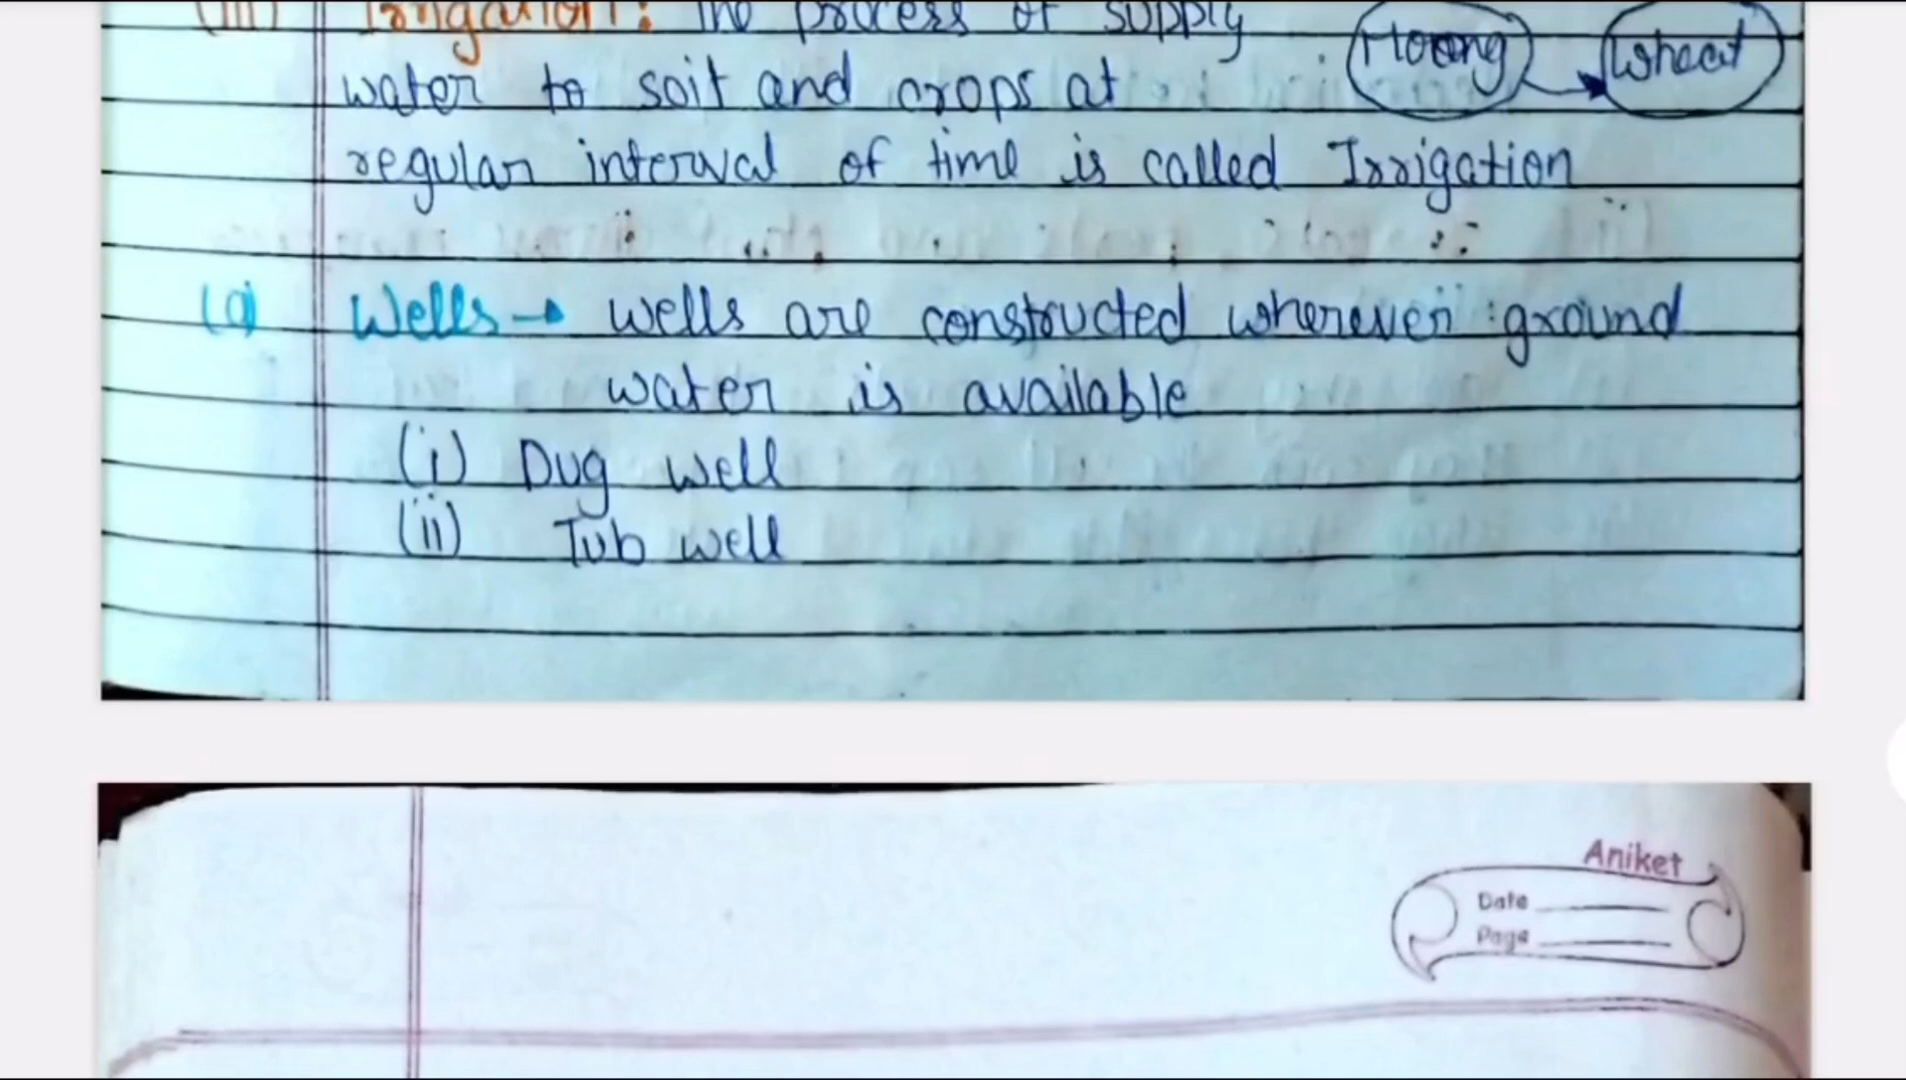 (iii) Irrigation: The process of supply
Moong → Wheat
water to soit and crops at
regular interval of time is called Irrigation
(a) Wells → wells are constructed wherever ground
water is available
(i) Dug well
(ii) Tub well
Aniket
Date
Page